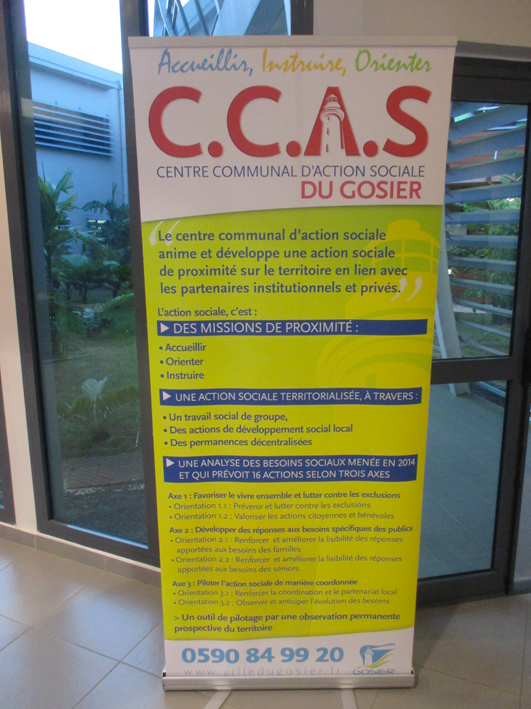 Accueillir, Instruire, Orienter
C.C.A.S
CENTRE COMMUNAL D'ACTION SOCIALE
DU GOSIER
“Le centre communal d'action sociale
anime et développe une action sociale
de proximité sur le territoire en lien avec
les partenaires institutionnels et privés.”
L'action sociale, c'est :
▶ DES MISSIONS DE PROXIMITÉ :
• Accueillir
• Orienter
• Instruire
▶ UNE ACTION SOCIALE TERRITORIALISÉE, À TRAVERS :
• Un travail social de groupe,
• Des actions de développement social local
• Des permanences décentralisées
▶ UNE ANALYSE DES BESOINS SOCIAUX MENÉE EN 2014
ET QUI PRÉVOIT 16 ACTIONS SELON TROIS AXES
Axe 1 : Favoriser le vivre ensemble et lutter contre les exclusions
• Orientation 1.1 : Prévenir et lutter contre les exclusions
• Orientation 1.2 : Valoriser les actions citoyennes et bénévoles
Axe 2 : Développer des réponses aux besoins spécifiques des publics
• Orientation 2.1 : Renforcer et améliorer la lisibilité des réponses
apportées aux besoins des familles
• Orientation 2.2 : Renforcer et améliorer la lisibilité des réponses
apportées aux besoins des séniors
Axe 3 : Piloter l'action sociale de manière coordonnée
• Orientation 3.1 : Renforcer la coordination et le partenariat local
• Orientation 3.2 : Observer et anticiper l'évolution des besoins
> Un outil de pilotage par une observation permanente
prospective du territoire
0590 84 99 20
www.villedugosier.fr
GOSIER